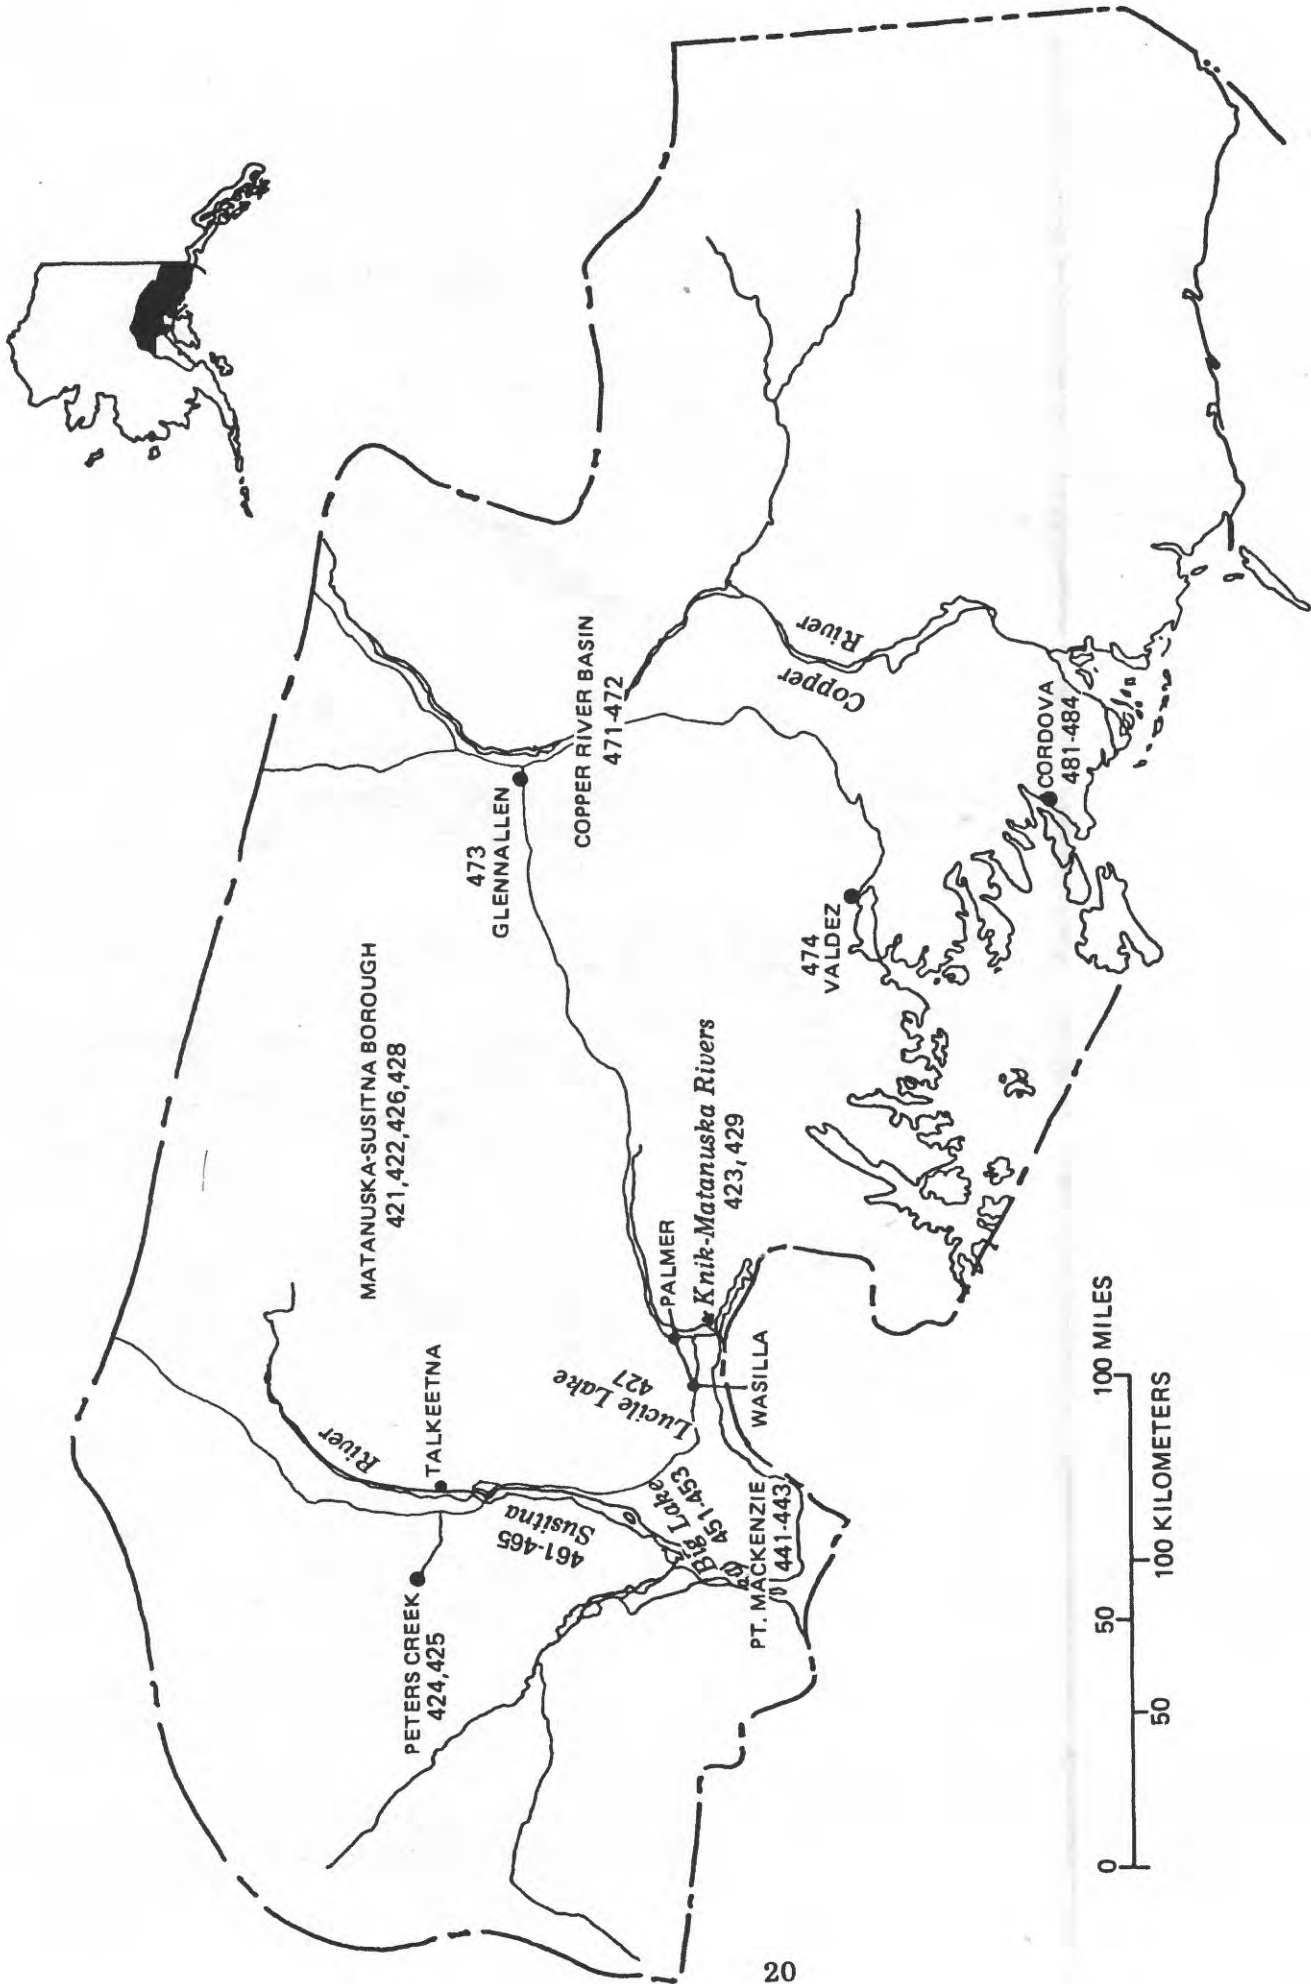 MATANUSKA-SUSITNA BOROUGH
421,422,426,428
473
GLENNALLEN
COPPER RIVER BASIN
471-472
River
TALKEETNA
PETERS CREEK
424,425
461-465
Susitna
Lucile Lake
427
Big Lake
451-453
PT. MACKENZIE
441-443
WASILLA
PALMER
Knik-Matanuska Rivers
423, 429
474
VALDEZ
Copper
River
CORDOVA
481-484
0
50
100 MILES
50
100 KILOMETERS
20